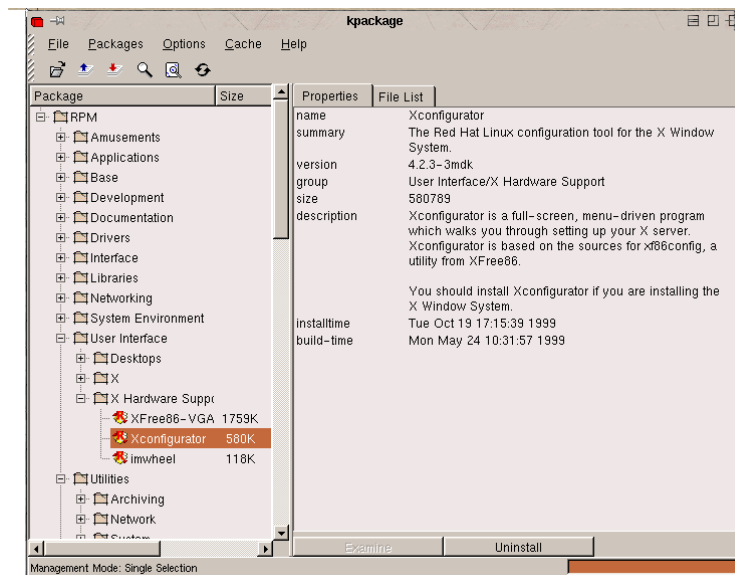 kpackage
File Packages Options Cache Help
Package Size
RPM
Amusements
Applications
Base
Development
Documentation
Drivers
Interface
Libraries
Networking
System Environment
User Interface
Desktops
X
X Hardware Suppo
XFree86-VGA 1759K
Xconfigurator 580K
imwheel 118K
Utilities
Archiving
Network
Properties File List
name Xconfigurator
summary The Red Hat Linux configuration tool for the X Window
System.
version 4.2.3-3mdk
group User Interface/X Hardware Support
size 580789
description Xconfigurator is a full-screen, menu-driven program
which walks you through setting up your X server.
Xconfigurator is based on the sources for xf86config, a
utility from XFree86.
You should install Xconfigurator if you are installing the
X Window System.
installtime Tue Oct 19 17:15:39 1999
build-time Mon May 24 10:31:57 1999
Examine Uninstall
Management Mode: Single Selection